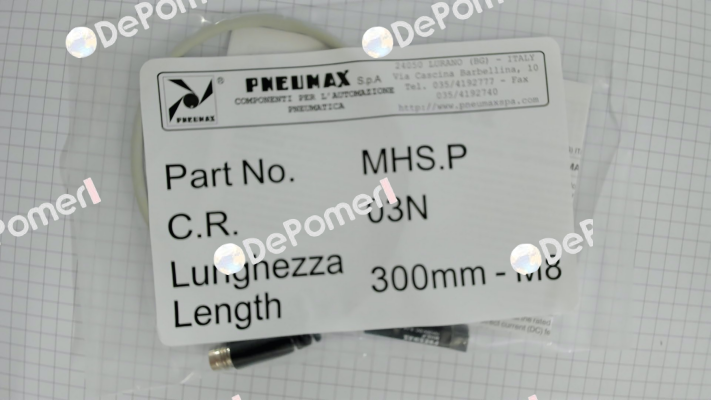 DePomer
DePomer
PNEUMAX S.p.A
COMPONENTI PER L'AUTOMAZIONE
PNEUMATICA
24050 LURANO (BG) - ITALY
Via Cascina Barbellina, 10
Tel. 035/4192777 - Fax
035/4192740
http://www.pneumaxspa.com
PNEUMAX
Part No. MHS.P
C.R. 03N
DePomer
DePomer
DePo
Lunghezza
Length
300mm - M8